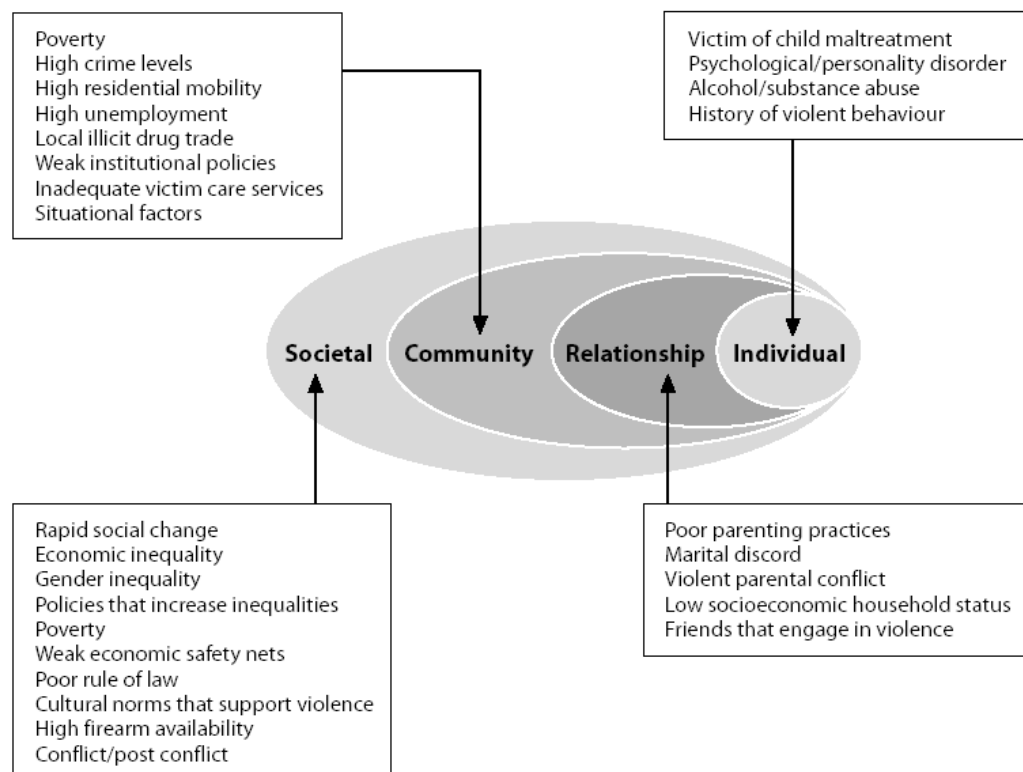 Poverty
High crime levels
High residential mobility
High unemployment
Local illicit drug trade
Weak institutional policies
Inadequate victim care services
Situational factors
Victim of child maltreatment
Psychological/personality disorder
Alcohol/substance abuse
History of violent behaviour
Societal Community Relationship Individual
Rapid social change
Economic inequality
Gender inequality
Policies that increase inequalities
Poverty
Weak economic safety nets
Poor rule of law
Cultural norms that support violence
High firearm availability
Conflict/post conflict
Poor parenting practices
Marital discord
Violent parental conflict
Low socioeconomic household status
Friends that engage in violence